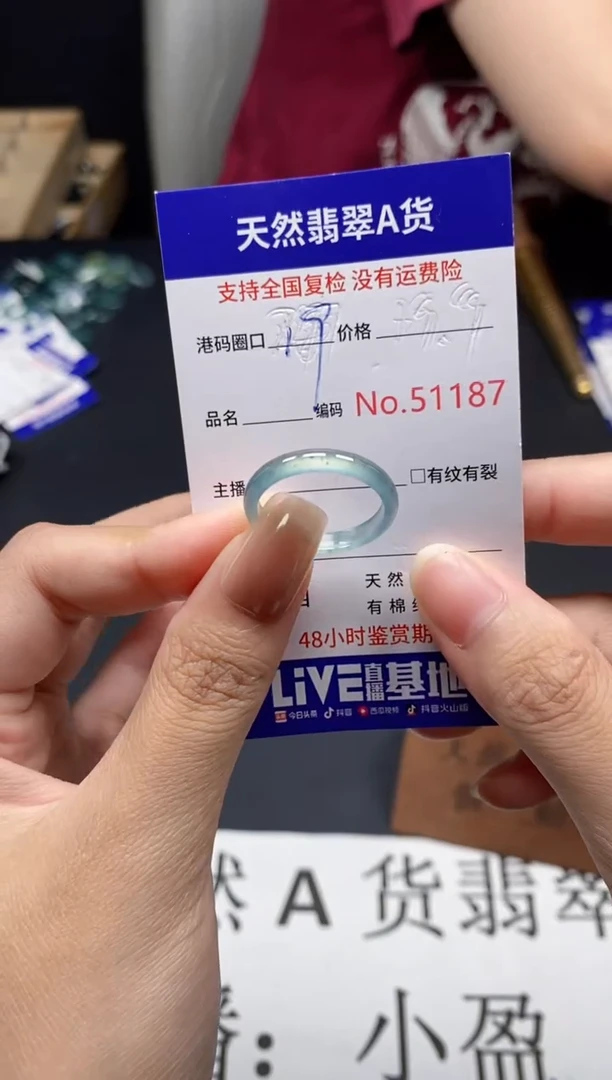 天然翡翠A货
支持全国复检 没有运费险
港码圈口 17 价格
品名 编码 No.51187
主播 □有纹有裂
天然
有棉
48小时鉴赏期
LiVE直播基地
今日头条 抖音 西瓜视频 抖音火山版
然A货翡翠
播：小盈